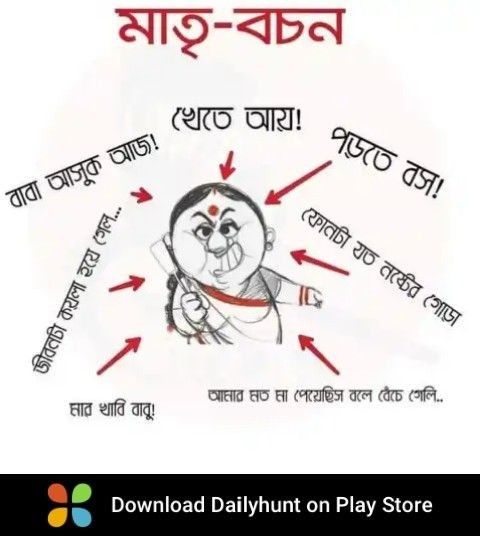 মাতৃ-বচন
খেতে আয়!
পড়তে বস!
বাবা আসুক আজ!
ফোনটা যত নষ্টের গোড়া
জীবনটা কয়লা হয়ে গেল...
আমার মত মা পেয়েছিস বলে বেঁচে গেলি..
মার খাবি বাবু!
Download Dailyhunt on Play Store